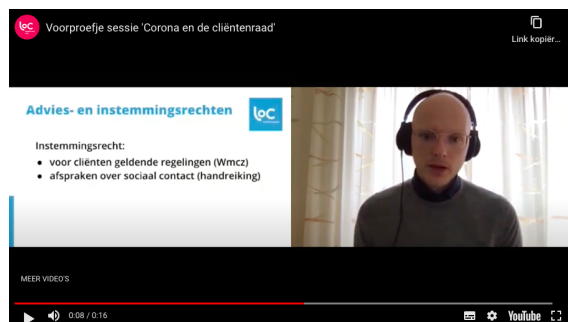 LOC
Voorproefje sessie 'Corona en de cliëntenraad'
Link kopiër...
Advies- en instemmingsrechten
LOC
Instemmingsrecht:
• voor cliënten geldende regelingen (Wmcz)
• afspraken over sociaal contact (handreiking)
MEER VIDEO'S
0:08 / 0:16
YouTube